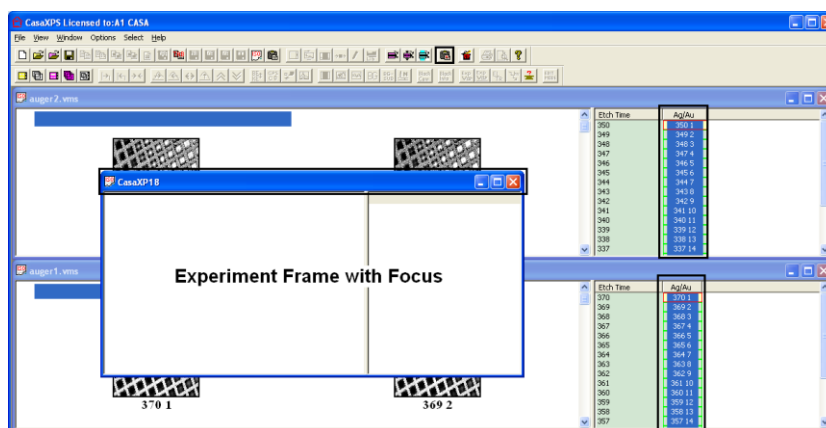 CasaXPS Licensed to:A1 CASA
File View Window Options Select Help
auger2.vms
Etch Time Ag/Au
350 350 1
349 349 2
348 348 3
347 347 4
346 346 5
345 345 6
344 344 7
343 343 8
342 342 9
341 341 10
340 340 11
339 339 12
338 338 13
337 337 14
CasaXP18
Experiment Frame with Focus
auger1.vms
Etch Time Ag/Au
370 370 1
369 369 2
368 368 3
367 367 4
366 366 5
365 365 6
364 364 7
363 363 8
362 362 9
361 361 10
360 360 11
359 359 12
358 358 13
357 357 14
370 1 369 2